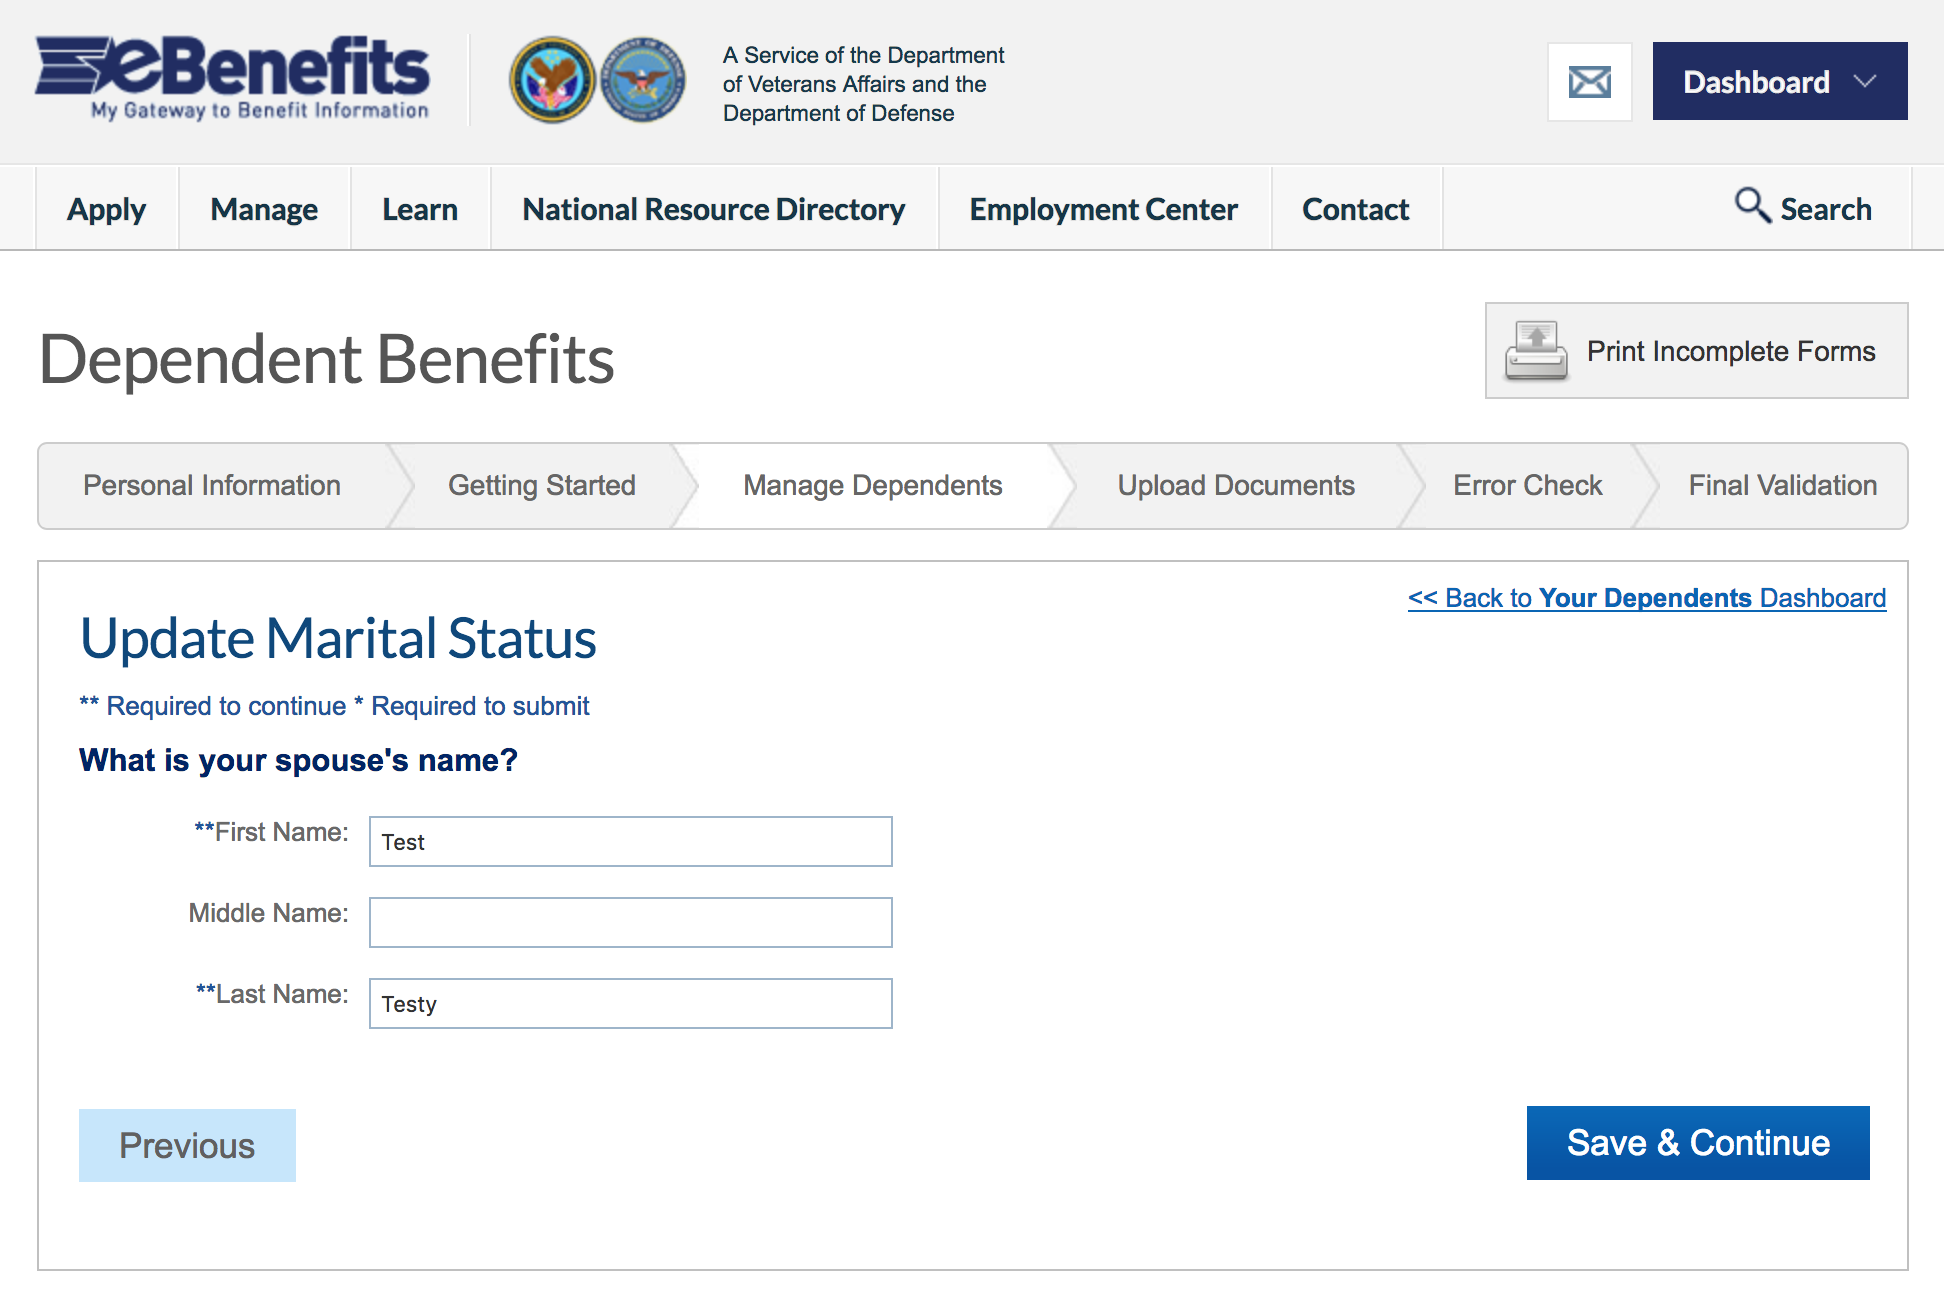 eBenefits
My Gateway to Benefit Information
A Service of the Department
of Veterans Affairs and the
Department of Defense
Dashboard
Apply
Manage
Learn
National Resource Directory
Employment Center
Contact
Search
Dependent Benefits
Print Incomplete Forms
Personal Information
Getting Started
Manage Dependents
Upload Documents
Error Check
Final Validation
<< Back to Your Dependents Dashboard
Update Marital Status
** Required to continue * Required to submit
What is your spouse's name?
**First Name: Test
Middle Name:
**Last Name: Testy
Previous
Save & Continue